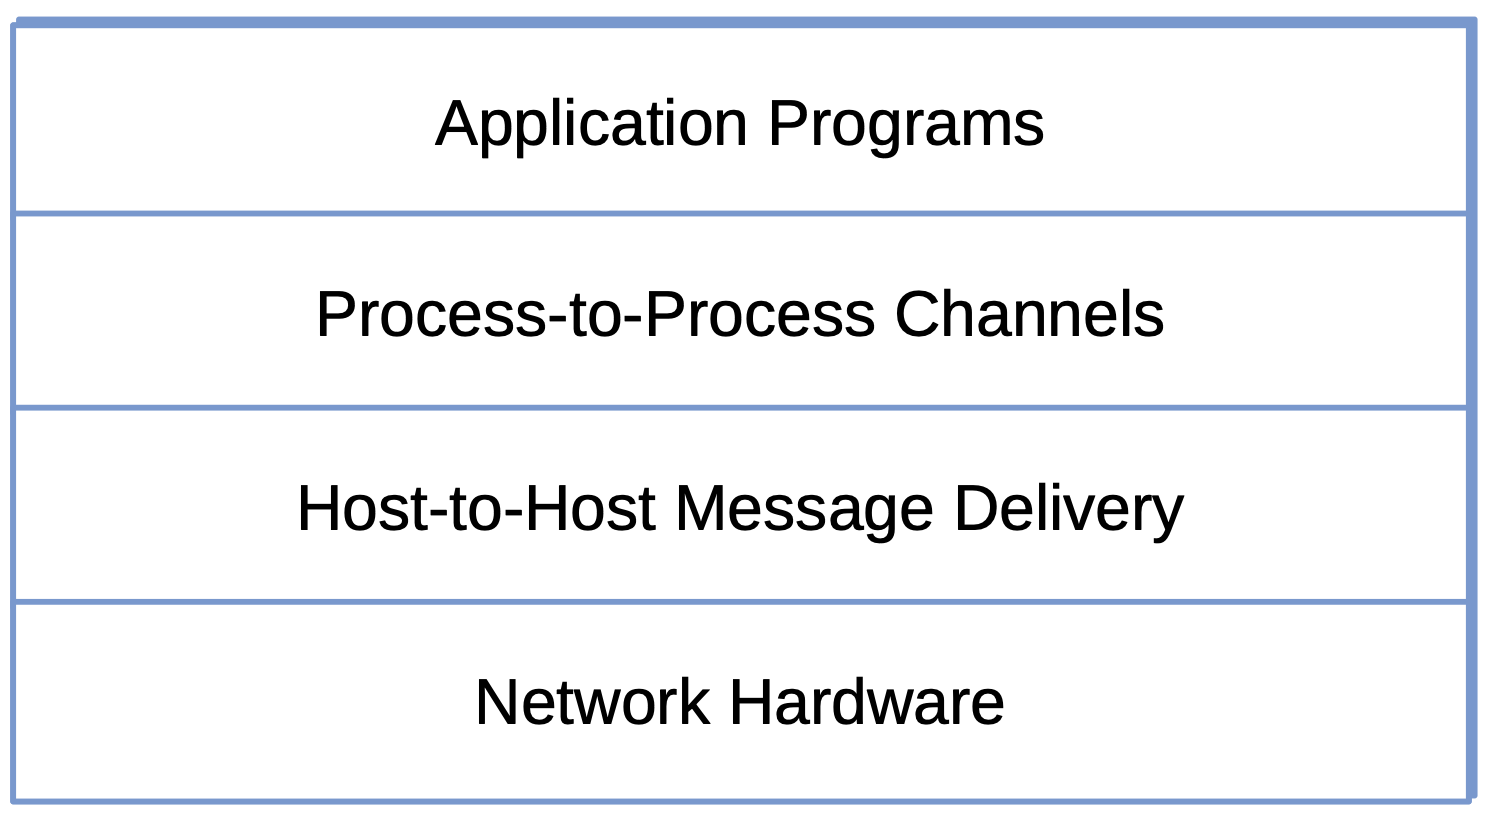 Application Programs
Process-to-Process Channels
Host-to-Host Message Delivery
Network Hardware